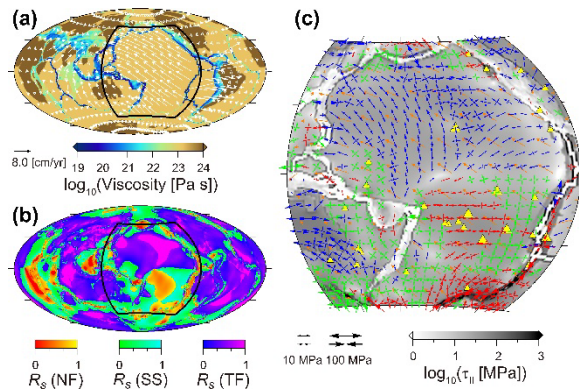 (a)
8.0 [cm/yr]
19 20 21 22 23 24
log10(Viscosity [Pa s])
(b)
0 1 0 1 0 1
Rs (NF) Rs (SS) Rs (TF)
(c)
10 MPa 100 MPa
0 1 2 3
log10(τII [MPa])